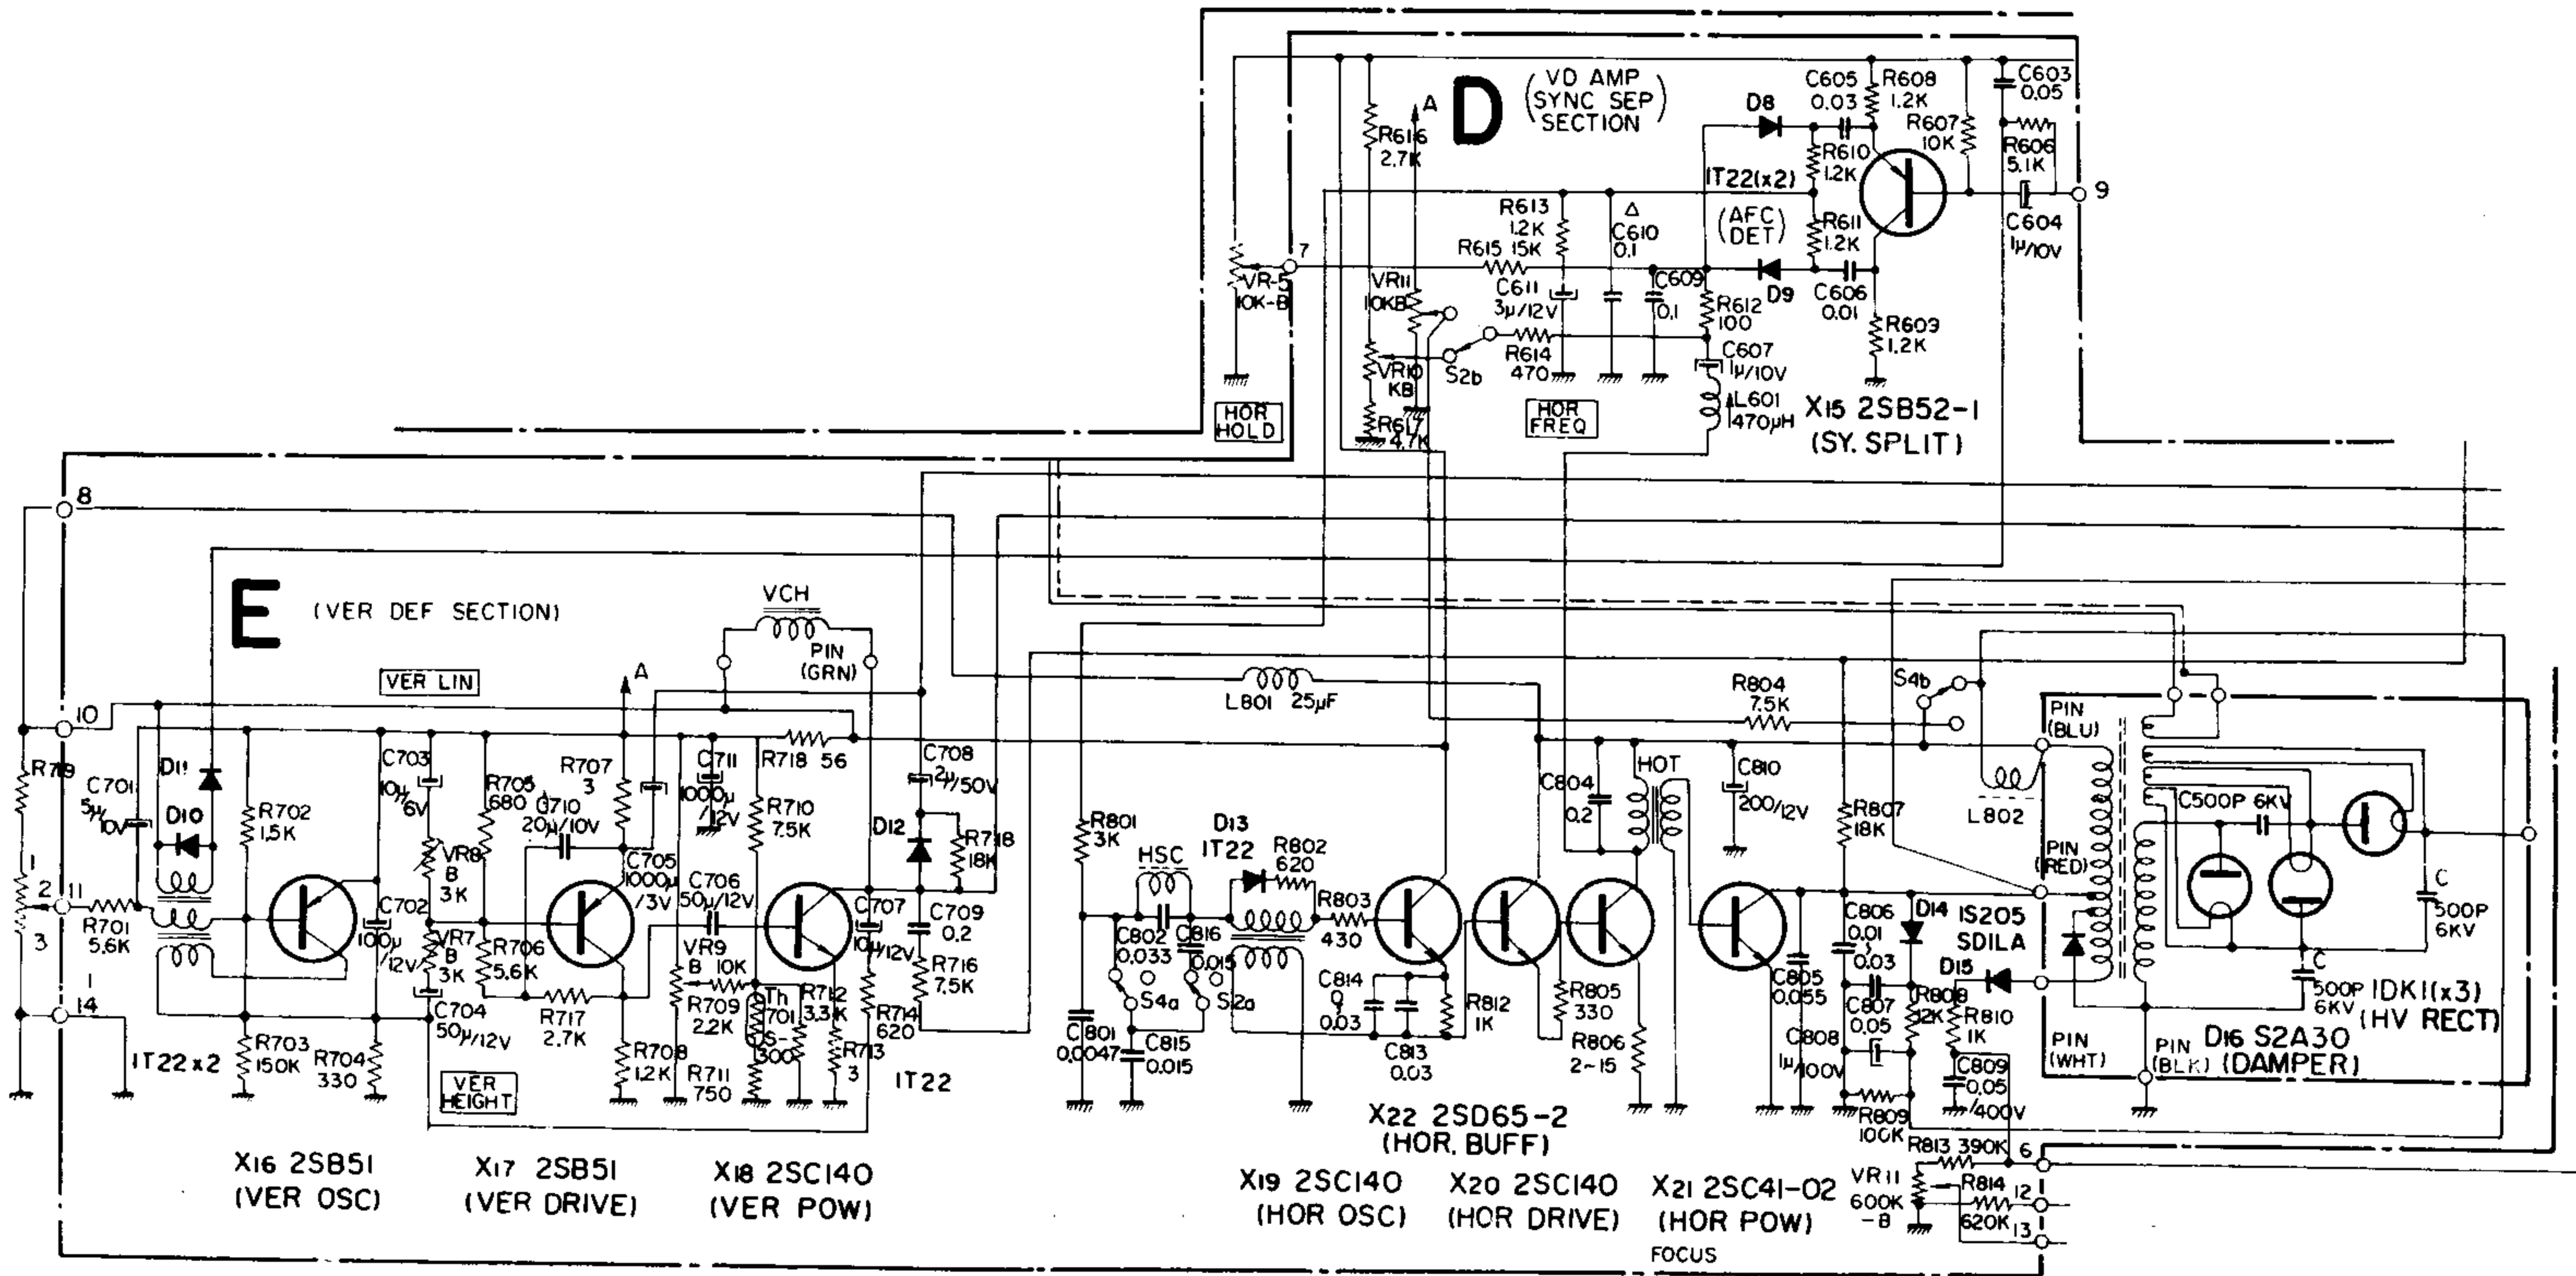 D
(VD AMP
SYNC SEP
SECTION)
C605
0.03
R608
1.2K
C603
0.05
D8
A
R616
2.7K
R607
10K
R606
5.1K
R610
1.2K
IT22(x2)
9
R613
1.2K
Δ
C610
0.1
(AFC
DET)
R611
1.2K
C604
1μ/10V
7
R615 15K
VR-5
10K-B
VR11
10KB
C611
3μ/12V
C609
0.1
D9
C606
0.01
R612
100
R609
1.2K
R614
470
C607
1μ/10V
VR10
KB
S2b
HOR
HOLD
R617
4.7K
HOR
FREQ
L601
470μH
X15 2SB52-1
(SY. SPLIT)
8
E
(VER DEF SECTION)
VCH
PIN
(GRN)
VER LIN
A
L801 25μF
R804
7.5K
S4b
PIN
(BLU)
10
R719
C701
5μ
10V
D11
D10
R702
1.5K
C703
10μ
6V
R705
680
R707
3
C710
20μ/10V
C711
1000μ
/12V
R718 56
R710
7.5K
C708
2μ/50V
D12
R718
18K
R801
3K
HSC
D13
IT22
R802
620
R803
430
C804
0.2
HOT
C810
200/12V
R807
18K
L802
C500P 6KV
PIN
(RED)
1
2
3
11
R701
5.6K
VR8
B
3K
C702
100μ
/12V
VR7
B
3K
R706
5.6K
C705
1000μ
/3V
C706
50μ/12V
VR9
B
10K
R709
2.2K
C707
10μ/12V
C709
0.2
R716
7.5K
C802
0.033
C816
0.015
S4a
S2a
C814
0.03
R812
1K
R805
330
C805
0.055
C806
0.01
0.03
D14
IS205
SDILA
D15
C
500P
6KV
1
14
IT22x2
R703
150K
R704
330
C704
50μ/12V
R717
2.7K
R708
1.2K
Th
701
S-
300
R712
3.3K
R711
750
R713
3
R714
620
IT22
VER
HEIGHT
C801
0.0047
C815
0.015
C813
0.03
R806
2~15
C807
0.05
C808
1μ/100V
R808
12K
R810
1K
C809
0.05
/400V
R809
100K
PIN
(WHT)
PIN
(BLK)
C
500P
6KV
IDK1(x3)
(HV RECT)
D16 S2A30
(DAMPER)
X22 2SD65-2
(HOR. BUFF)
X16 2SB51
(VER OSC)
X17 2SB51
(VER DRIVE)
X18 2SC140
(VER POW)
X19 2SC140
(HOR OSC)
X20 2SC140
(HOR DRIVE)
X21 2SC41-02
(HOR POW)
R813 390K
6
VR11
600K
-B
R814
620K
12
13
FOCUS